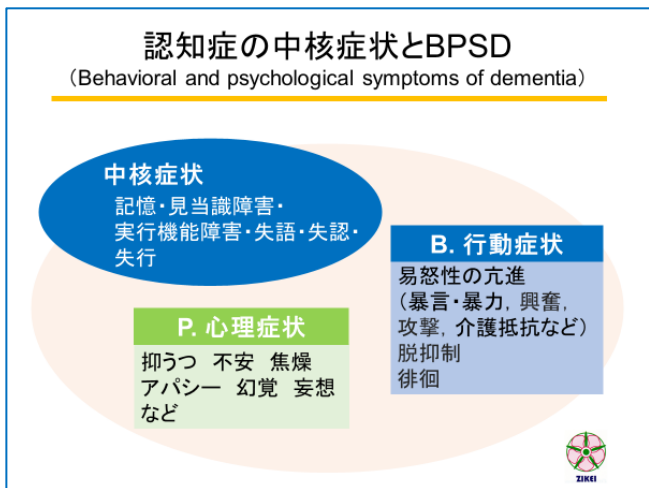 認知症の中核症状とBPSD
（Behavioral and psychological symptoms of dementia）
中核症状
記憶・見当識障害・
実行機能障害・失語・失認・
失行
B. 行動症状
易怒性の亢進
（暴言・暴力, 興奮,
攻撃, 介護抵抗など）
脱抑制
徘徊
P. 心理症状
抑うつ　不安　焦燥
アパシー　幻覚　妄想
など
ZIKEI